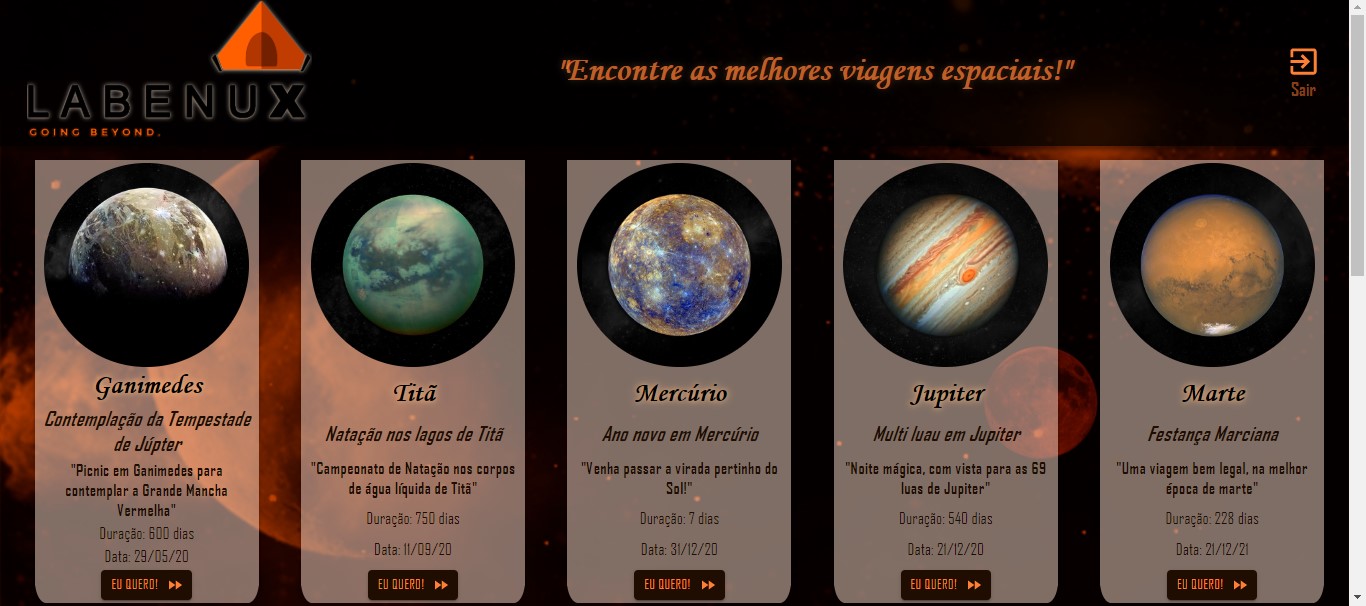 LABENUX
GOING BEYOND.
"Encontre as melhores viagens espaciais!"
Sair
Ganimedes
Contemplação da Tempestade
de Júpter
"Picnic em Ganimedes para
contemplar a Grande Mancha
Vermelha"
Duração: 600 dias
Data: 29/05/20
EU QUERO!
Titã
Natação nos lagos de Titã
"Campeonato de Natação nos corpos
de água líquida de Titã"
Duração: 750 dias
Data: 11/09/20
EU QUERO!
Mercúrio
Ano novo em Mercúrio
"Venha passar a virada pertinho do
Sol!"
Duração: 7 dias
Data: 31/12/20
EU QUERO!
Jupiter
Multi luau em Jupiter
"Noite mágica, com vista para as 69
luas de Jupiter"
Duração: 540 dias
Data: 21/12/20
EU QUERO!
Marte
Festança Marciana
"Uma viagem bem legal, na melhor
época de marte"
Duração: 228 dias
Data: 21/12/21
EU QUERO!